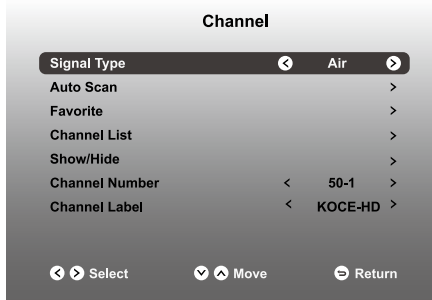 Channel
Signal Type < Air >
Auto Scan >
Favorite >
Channel List >
Show/Hide >
Channel Number < 50-1 >
Channel Label < KOCE-HD >
Select Move Return